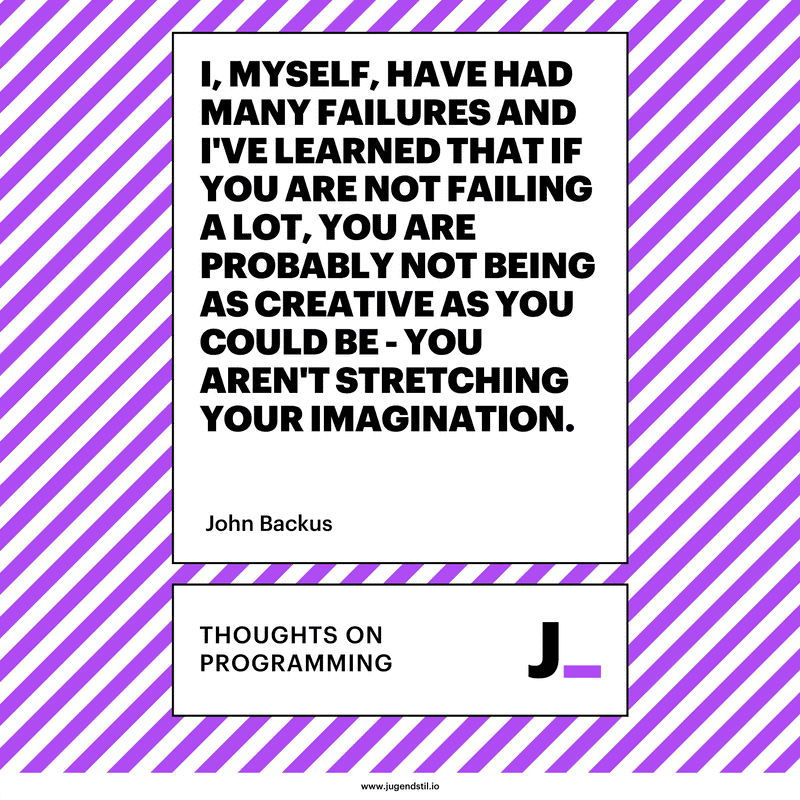 I, MYSELF, HAVE HAD
MANY FAILURES AND
I'VE LEARNED THAT IF
YOU ARE NOT FAILING
A LOT, YOU ARE
PROBABLY NOT BEING
AS CREATIVE AS YOU
COULD BE - YOU
AREN'T STRETCHING
YOUR IMAGINATION.
John Backus
THOUGHTS ON
PROGRAMMING
J_
www.jugendstil.io